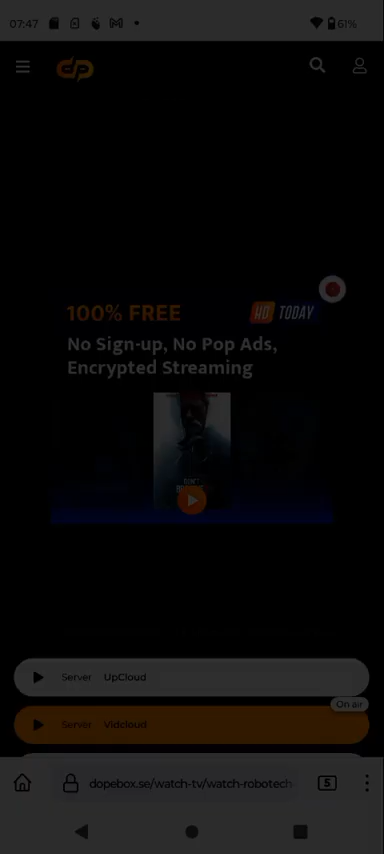 07:47
61%
dp
100% FREE
HD TODAY
No Sign-up, No Pop Ads,
Encrypted Streaming
Server UpCloud
On air
Server Vidcloud
dopebox.se/watch-tv/watch-robotech-
5